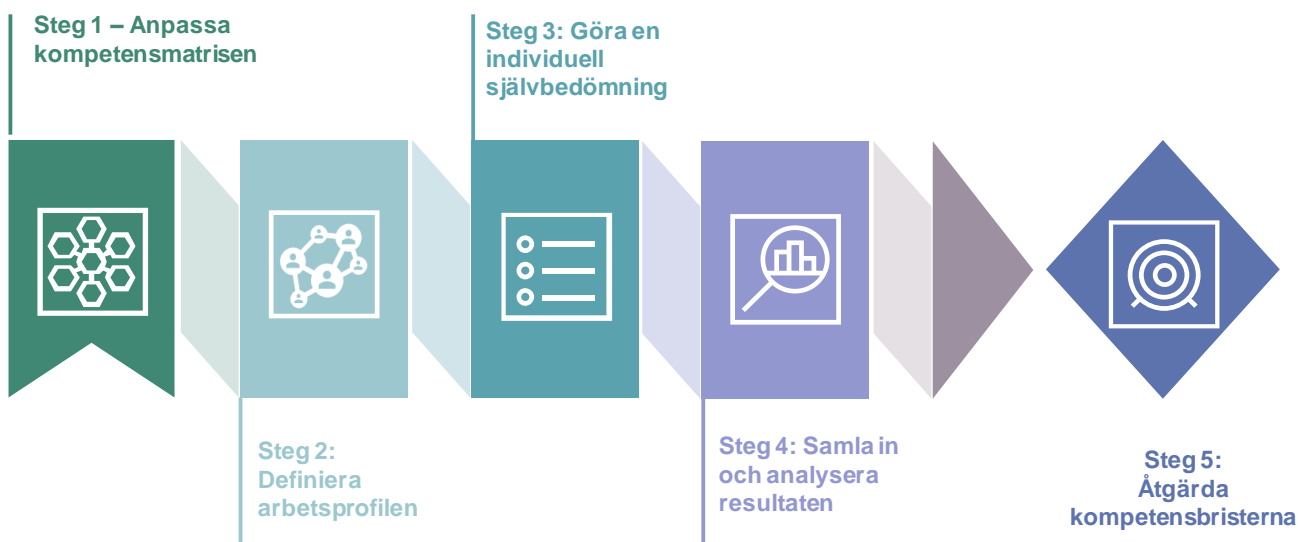 Steg 1 – Anpassa
kompetensmatrisen
Steg 2:
Definiera
arbetsprofilen
Steg 3: Göra en
individuell
självbedömning
Steg 4: Samla in
och analysera
resultaten
Steg 5:
Åtgärda
kompetensbristerna